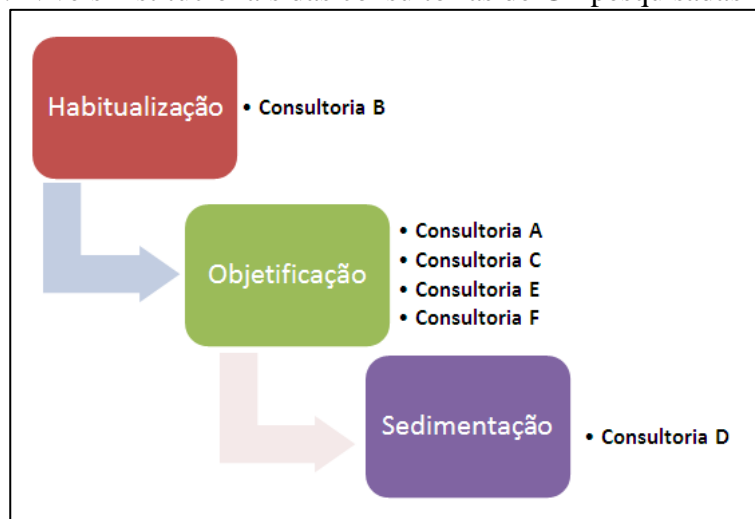 Habitualização
• Consultoria B
Objetificação
• Consultoria A
• Consultoria C
• Consultoria E
• Consultoria F
Sedimentação
• Consultoria D